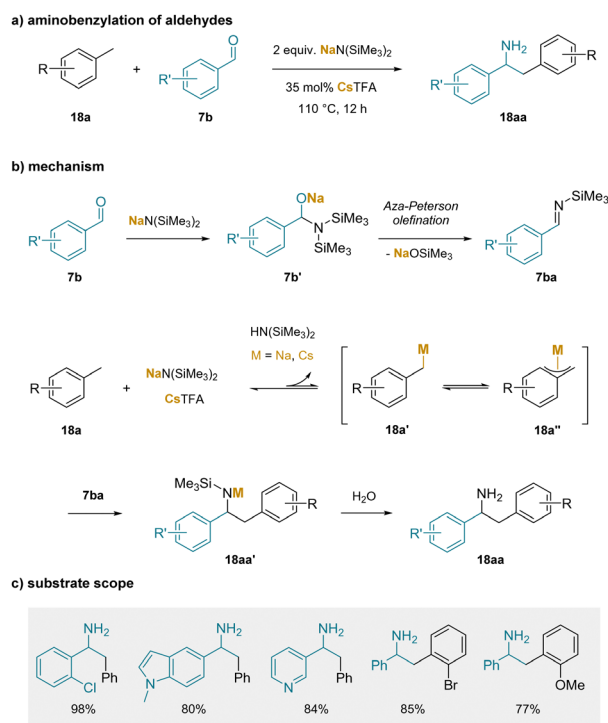 a) aminobenzylation of aldehydes
R
18a
+
R'
O
7b
2 equiv. NaN(SiMe3)2
35 mol% CsTFA
110 °C, 12 h
NH2
R'
R
18aa
b) mechanism
R'
O
7b
NaN(SiMe3)2
ONa
N
SiMe3
SiMe3
R'
7b'
Aza-Peterson
olefination
- NaOSiMe3
N
SiMe3
R'
7ba
R
18a
+
NaN(SiMe3)2
CsTFA
HN(SiMe3)2
M = Na, Cs
M
R
18a'
M
R
18a''
7ba
Me3Si
NM
R'
R
18aa'
H2O
NH2
R'
R
18aa
c) substrate scope
NH2
Ph
Cl
98%
NH2
Ph
N
80%
NH2
Ph
N
84%
NH2
Ph
Br
85%
NH2
Ph
OMe
77%